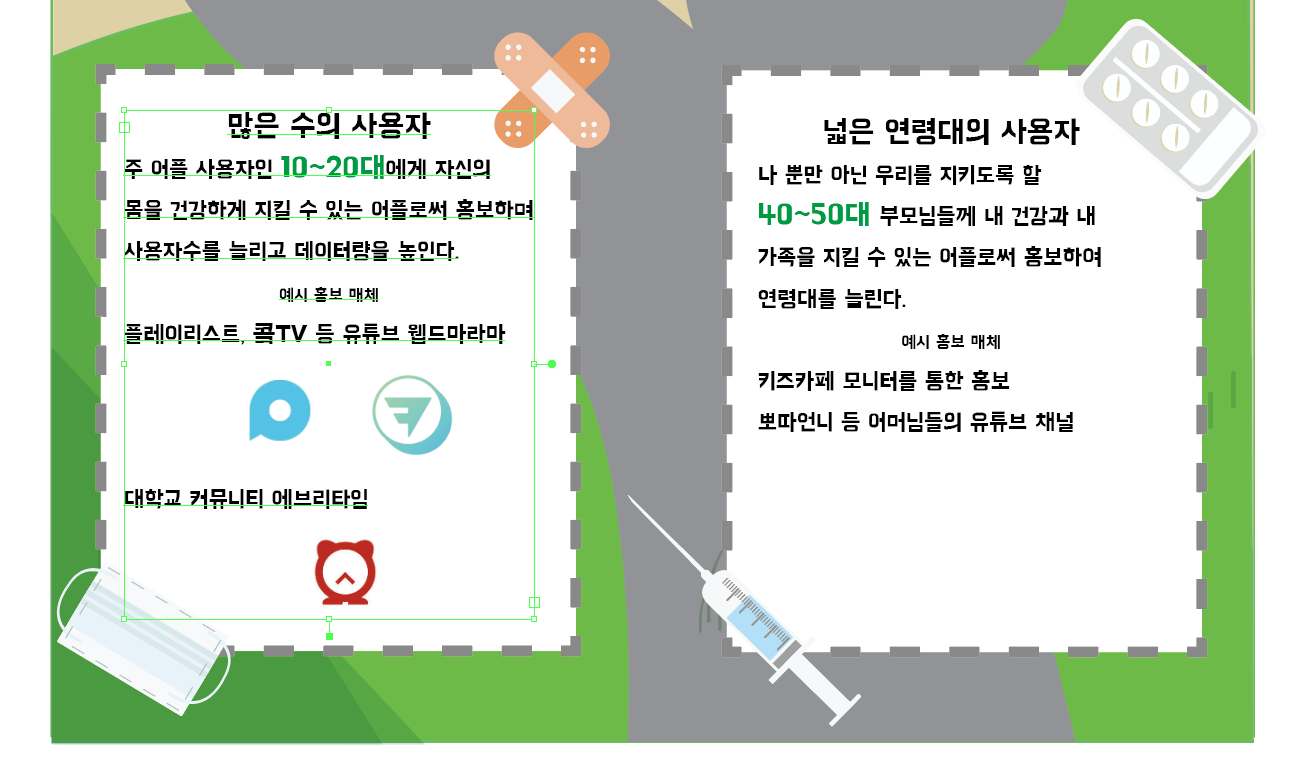 많은 수의 사용자
주 어플 사용자인 10~20대에게 자신의
몸을 건강하게 지킬 수 있는 어플로써 홍보하며
사용자수를 늘리고 데이터량을 높인다.
예시 홍보 매체
플레이리스트, 콬TV 등 유튜브 웹드마라마
대학교 커뮤니티 에브리타임
넓은 연령대의 사용자
나 뿐만 아닌 우리를 지키도록 할
40~50대 부모님들께 내 건강과 내
가족을 지킬 수 있는 어플로써 홍보하여
연령대를 늘린다.
예시 홍보 매체
키즈카페 모니터를 통한 홍보
뽀따언니 등 어머님들의 유튜브 채널